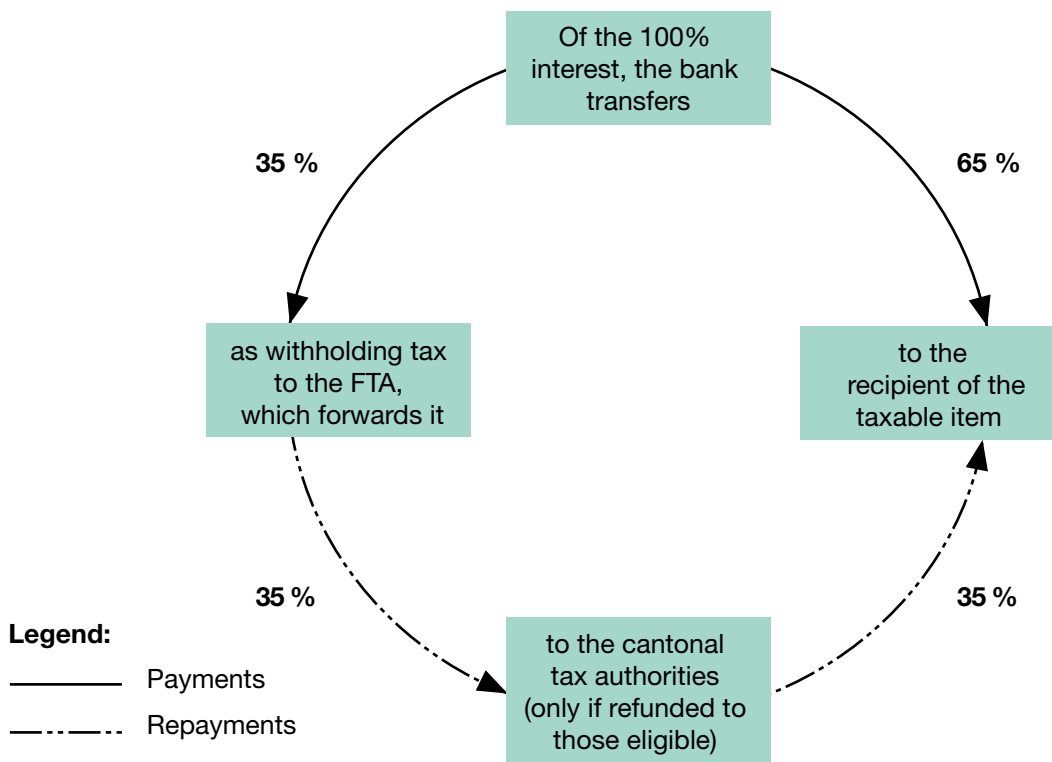 Of the 100%
interest, the bank
transfers
35 %
65 %
as withholding tax
to the FTA,
which forwards it
to the
recipient of the
taxable item
35 %
35 %
to the cantonal
tax authorities
(only if refunded to
those eligible)
Legend:
Payments
Repayments